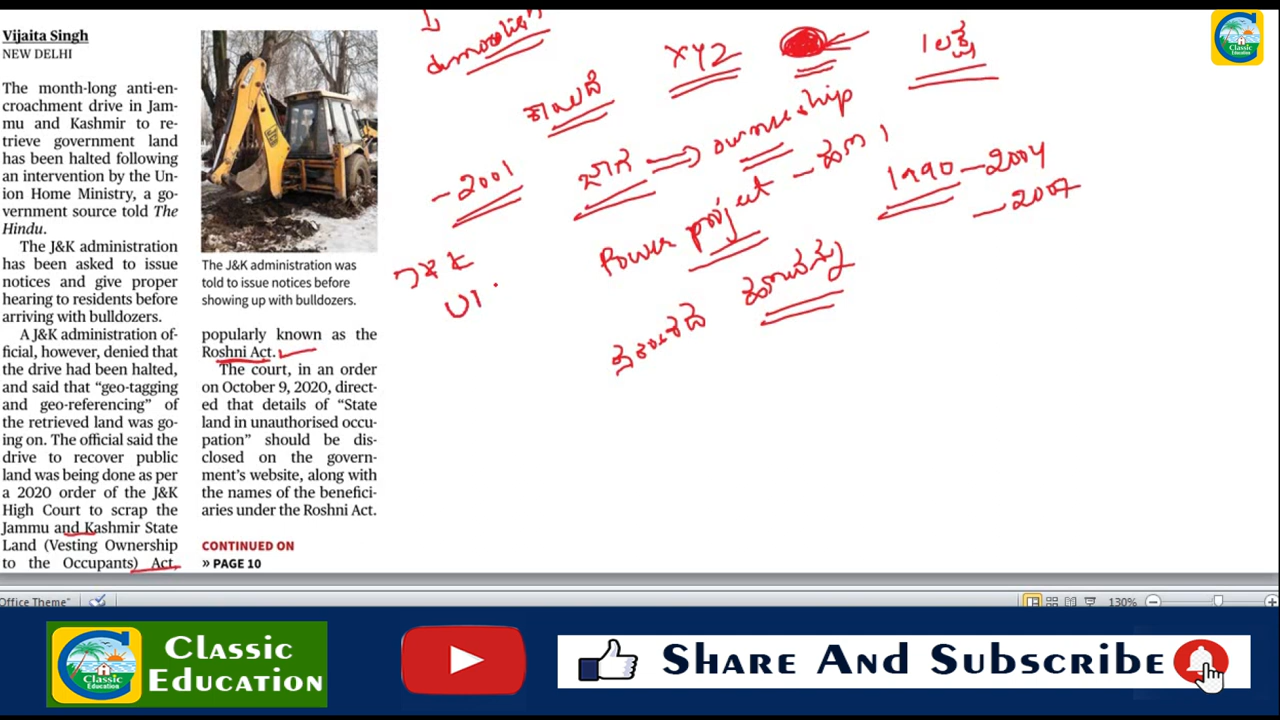 Vijaita Singh
NEW DELHI
The month-long anti-en-
croachment drive in Jam-
mu and Kashmir to re-
trieve government land
has been halted following
an intervention by the Un-
ion Home Ministry, a go-
vernment source told The
Hindu.
The J&K administration
has been asked to issue
notices and give proper
hearing to residents before
arriving with bulldozers.
A J&K administration of-
ficial, however, denied that
the drive had been halted,
and said that “geo-tagging
and geo-referencing” of
the retrieved land was go-
ing on. The official said the
drive to recover public
land was being done as per
a 2020 order of the J&K
High Court to scrap the
Jammu and Kashmir State
Land (Vesting Ownership
to the Occupants) Act,
The J&K administration was
told to issue notices before
showing up with bulldozers.
popularly known as the
Roshni Act.
The court, in an order
on October 9, 2020, direct-
ed that details of “State
land in unauthorised occu-
pation” should be dis-
closed on the govern-
ment’s website, along with
the names of the benefici-
aries under the Roshni Act.
CONTINUED ON
» PAGE 10
XYZ
- 2001
ownership
Power project
1990 - 2004
- 2007
Classic
Education
Office Theme"
130%
Classic
Education
Classic
Education
Share And Subscribe